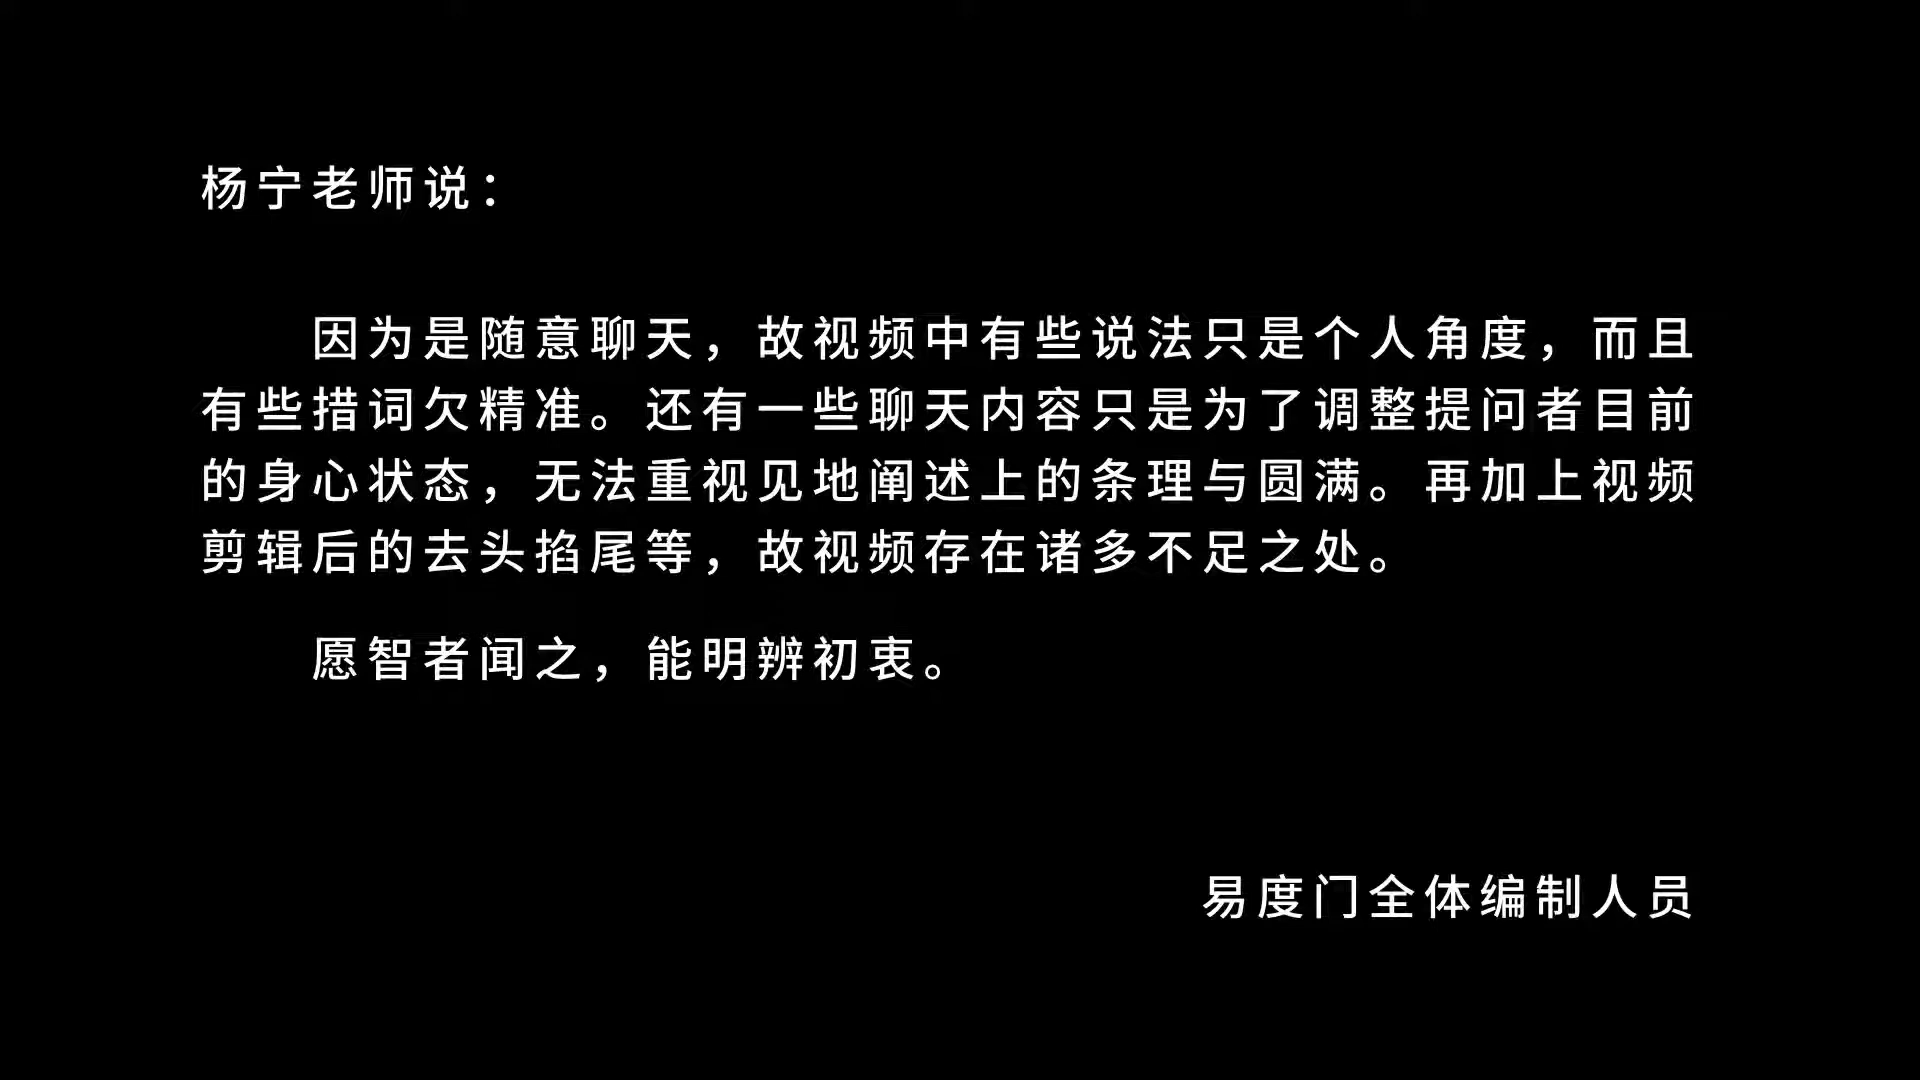 杨宁老师说：
因为是随意聊天，故视频中有些说法只是个人角度，而且
有些措词欠精准。还有一些聊天内容只是为了调整提问者目前
的身心状态，无法重视见地阐述上的条理与圆满。再加上视频
剪辑后的去头掐尾等，故视频存在诸多不足之处。
愿智者闻之，能明辨初衷。
易度门全体编制人员